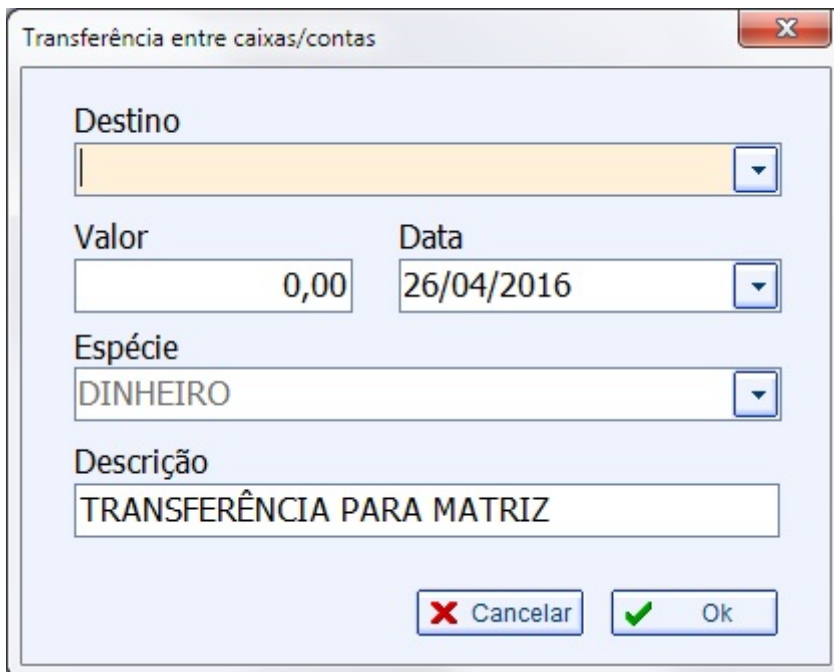 Transferência entre caixas/contas
Destino
Valor Data
0,00 26/04/2016
Espécie
DINHEIRO
Descrição
TRANSFERÊNCIA PARA MATRIZ
Cancelar Ok